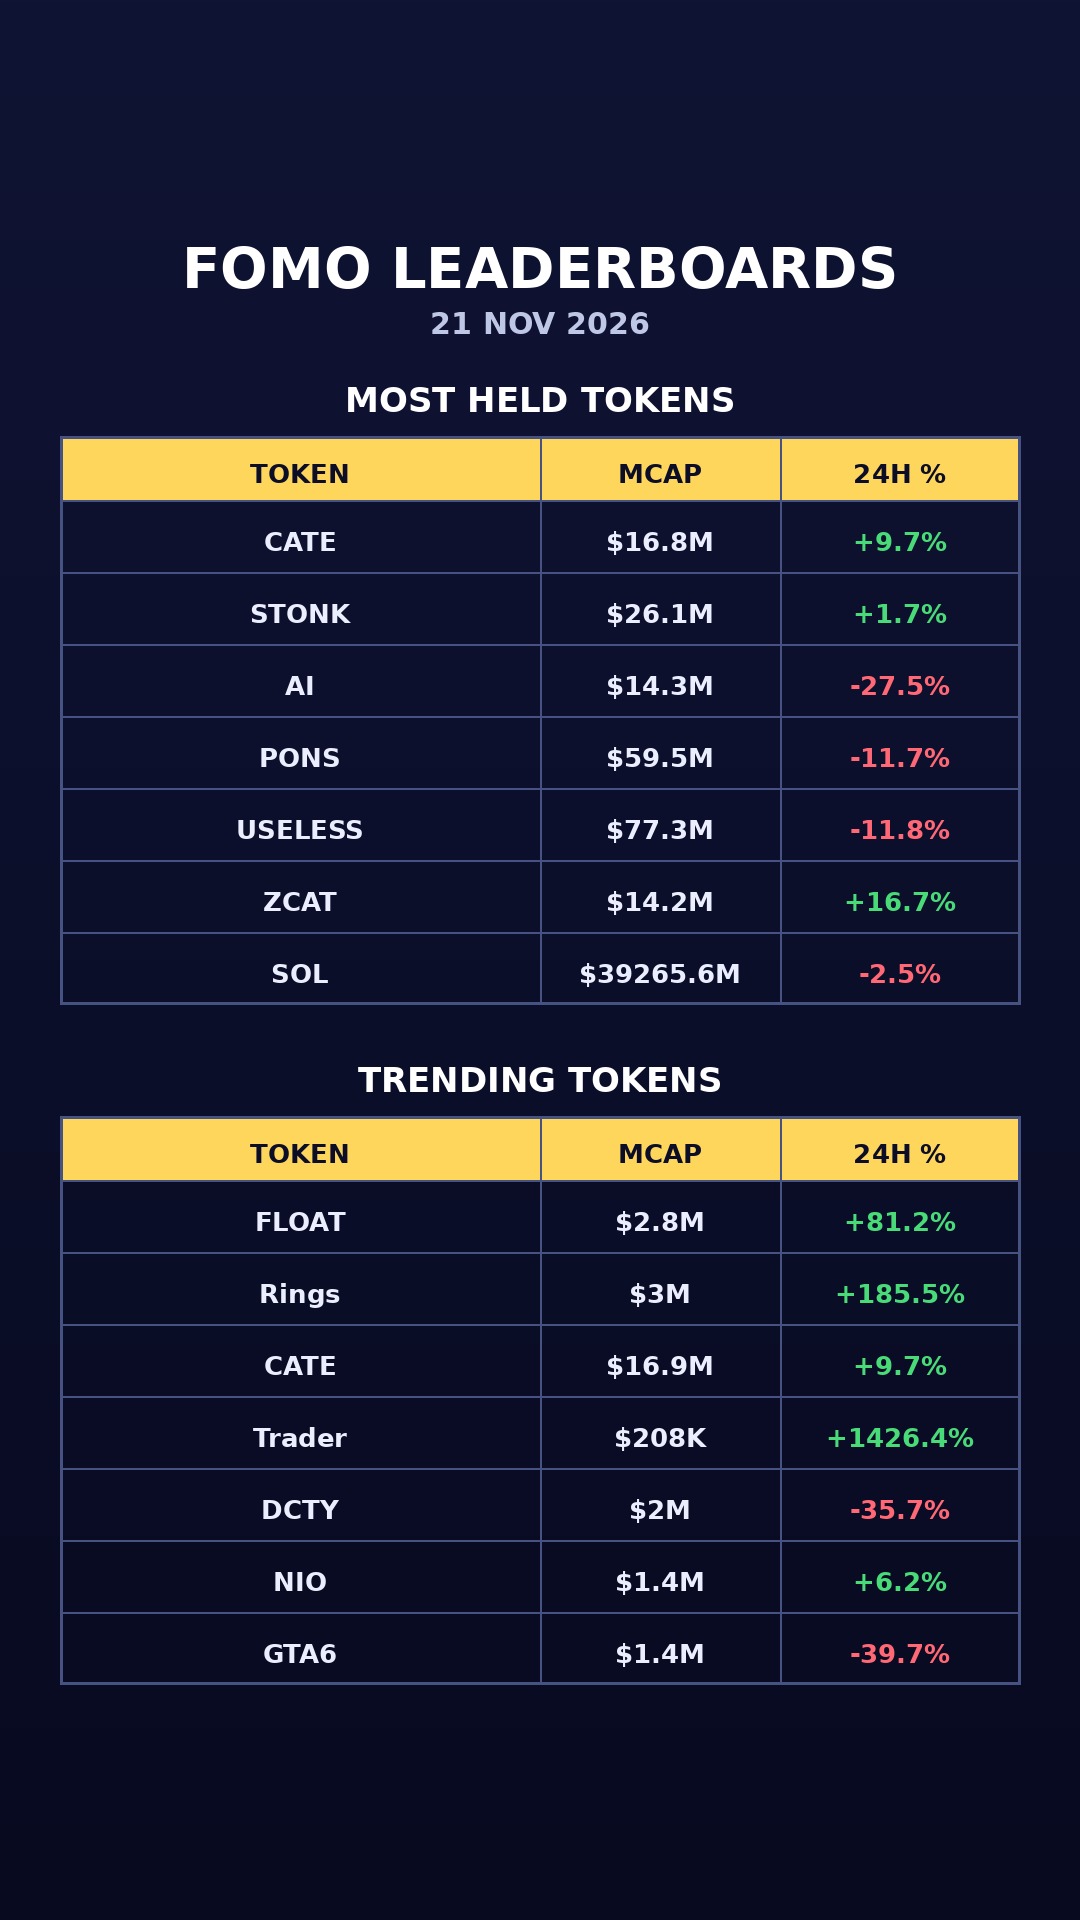 FOMO LEADERBOARDS
21 NOV 2026
MOST HELD TOKENS
TOKEN MCAP 24H %
CATE $16.8M +9.7%
STONK $26.1M +1.7%
AI $14.3M -27.5%
PONS $59.5M -11.7%
USELESS $77.3M -11.8%
ZCAT $14.2M +16.7%
SOL $39265.6M -2.5%
TRENDING TOKENS
TOKEN MCAP 24H %
FLOAT $2.8M +81.2%
Rings $3M +185.5%
CATE $16.9M +9.7%
Trader $208K +1426.4%
DCTY $2M -35.7%
NIO $1.4M +6.2%
GTA6 $1.4M -39.7%